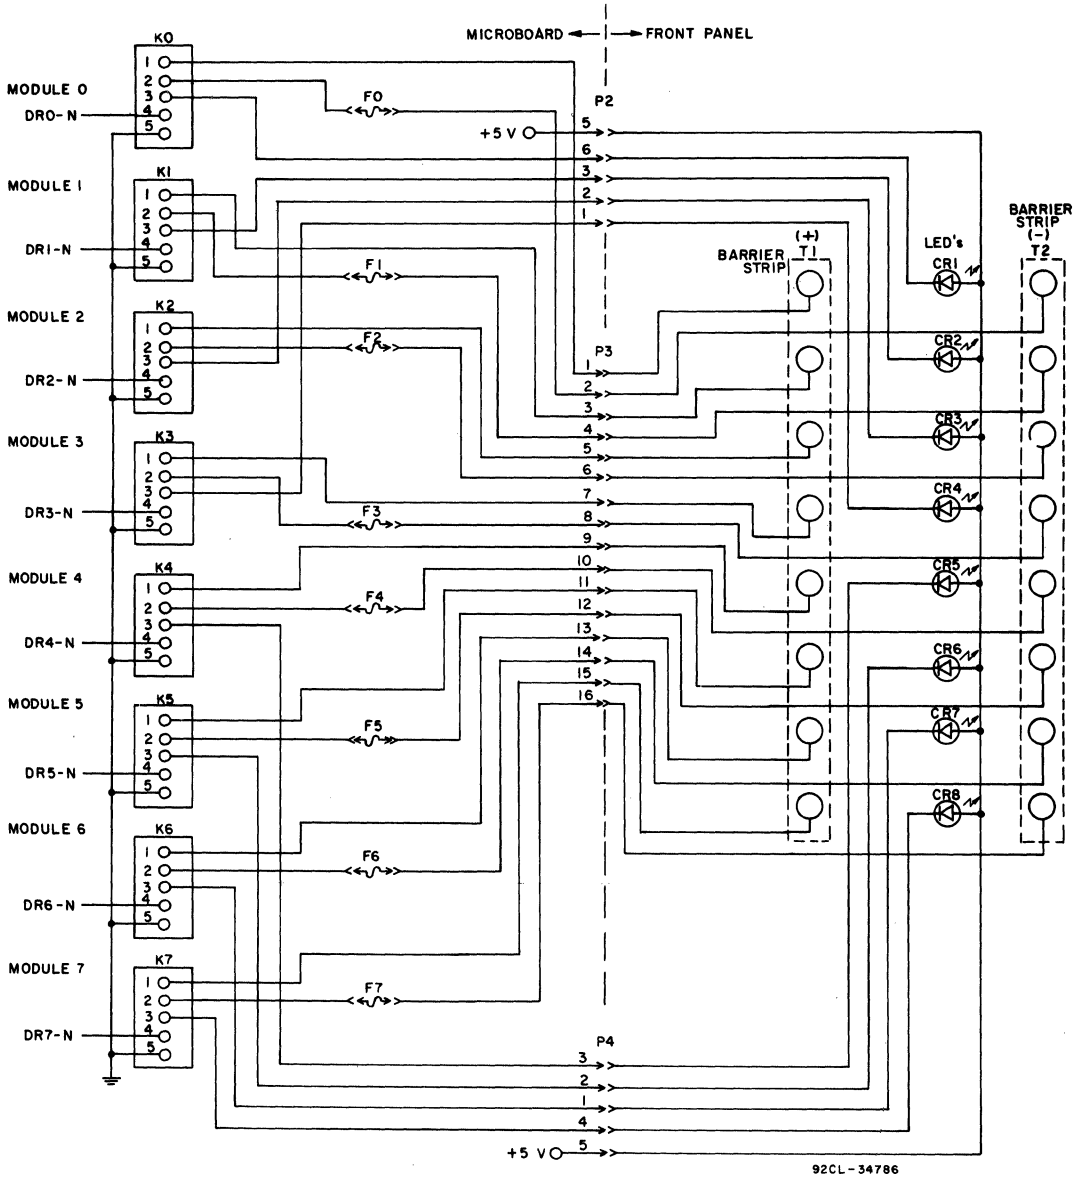 MICROBOARD
FRONT PANEL
K0
1
2
3
4
5
MODULE 0
DR0-N
F0
P2
+5 V
5
6
3
2
1
K1
1
2
3
4
5
MODULE 1
DR1-N
F1
BARRIER
STRIP
(+)
T1
LED's
BARRIER
STRIP
(-)
T2
CR1
K2
1
2
3
4
5
MODULE 2
DR2-N
F2
P3
1
2
3
4
5
6
7
8
9
10
11
12
13
14
15
16
CR2
CR3
K3
1
2
3
4
5
MODULE 3
DR3-N
F3
CR4
K4
1
2
3
4
5
MODULE 4
DR4-N
F4
CR5
K5
1
2
3
4
5
MODULE 5
DR5-N
F5
CR6
CR7
CR8
K6
1
2
3
4
5
MODULE 6
DR6-N
F6
K7
1
2
3
4
5
MODULE 7
DR7-N
F7
P4
3
2
1
4
+5 V
5
92CL-34786